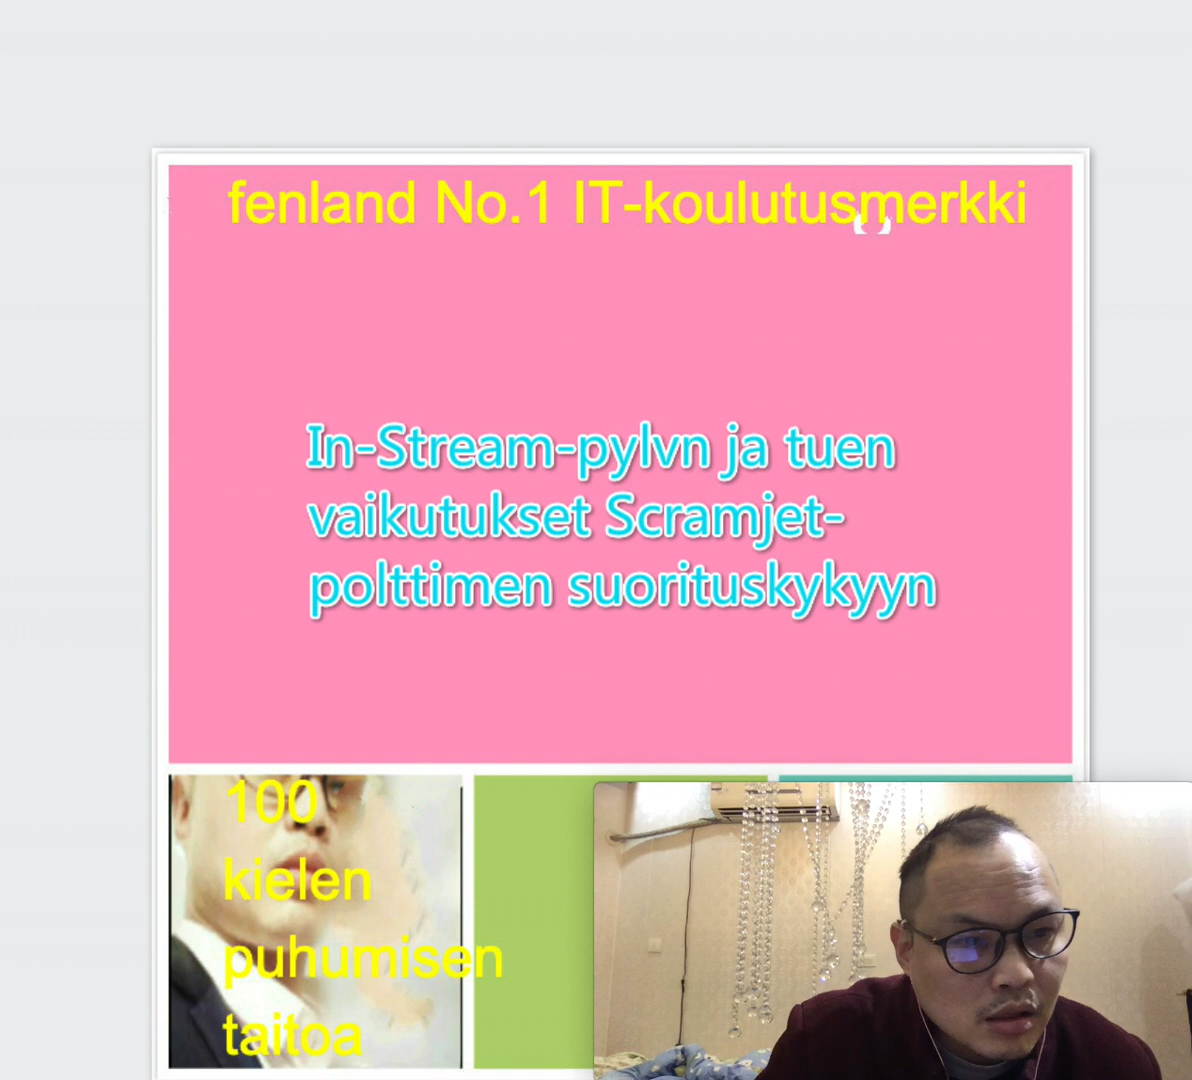 fenland No.1 IT-koulutusmerkki
In-Stream-pylvn ja tuen
vaikutukset Scramjet-
polttimen suorituskykyyn
100
kielen
puhumisen
taitoa